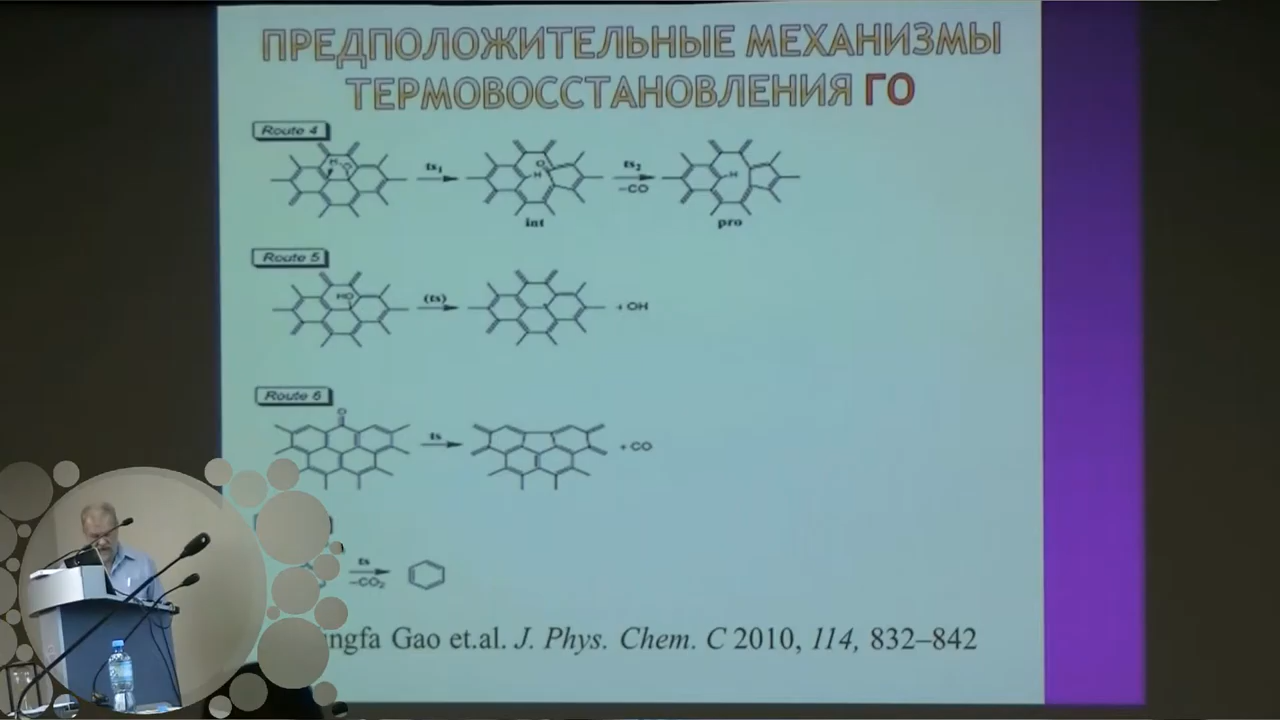 ПРЕДПОЛОЖИТЕЛЬНЫЕ МЕХАНИЗМЫ
ТЕРМОВОССТАНОВЛЕНИЯ ГО
Route 4
H O
ts₁
O H
ts₂
–CO
H
int
pro
Route 5
HO
(ts)
+ OH
Route 6
O
ts
+ CO
ts
–CO₂
ngfa Gao et.al. J. Phys. Chem. C 2010, 114, 832–842